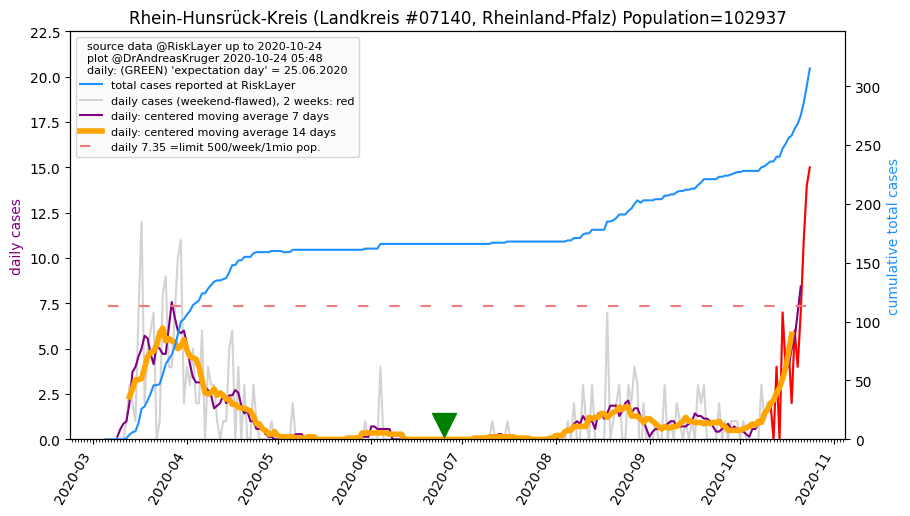 Rhein-Hunsrück-Kreis (Landkreis #07140, Rheinland-Pfalz) Population=102937
source data @RiskLayer up to 2020-10-24
plot @DrAndreasKruger 2020-10-24 05:48
daily: (GREEN) 'expectation day' = 25.06.2020
total cases reported at RiskLayer
daily cases (weekend-flawed), 2 weeks: red
daily: centered moving average 7 days
daily: centered moving average 14 days
daily 7.35 =limit 500/week/1mio pop.
daily cases
22.5
20.0
17.5
15.0
12.5
10.0
7.5
5.0
2.5
0.0
cumulative total cases
300
250
200
150
100
50
0
2020-03
2020-04
2020-05
2020-06
2020-07
2020-08
2020-09
2020-10
2020-11